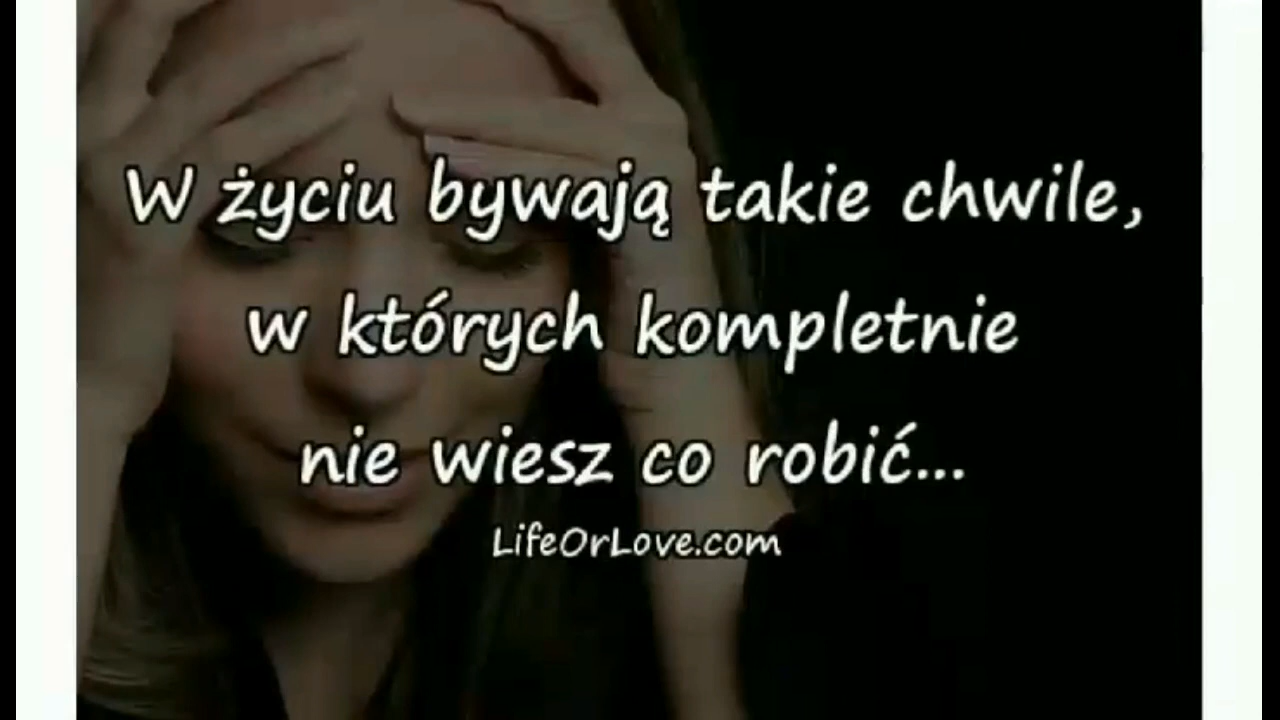 W życiu bywają takie chwile,
w których kompletnie
nie wiesz co robić...
LifeOrLove.com